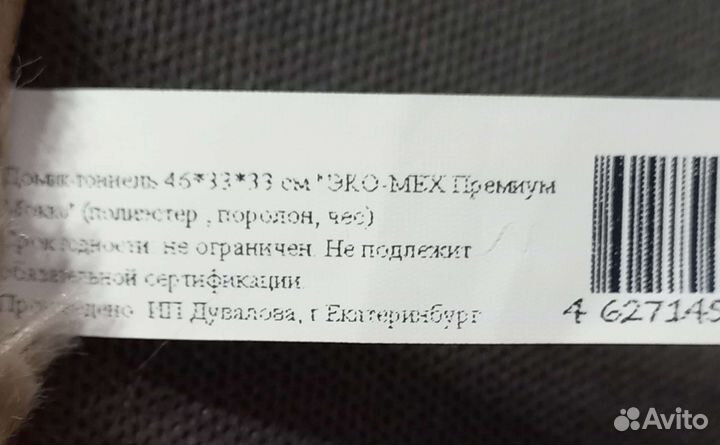 Домик-тоннель 46*33*33 см "ЭКО-МЕХ Премиум
Мокко" (полиэстер , поролон, чес)
Срок годности: не ограничен. Не подлежит
обязательной сертификации.
Произведено: ИП Дувалова, г.Екатеринбург
4 627145
Avito